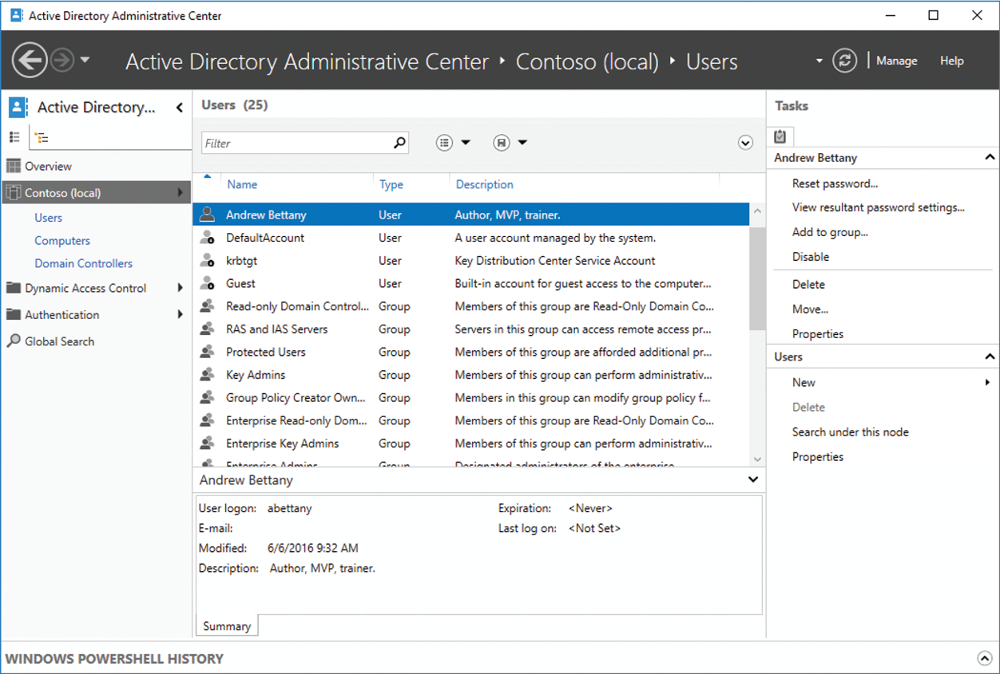 Active Directory Administrative Center
Active Directory Administrative Center • Contoso (local) • Users
Manage
Help
Active Directory...
Overview
Contoso (local)
Users
Computers
Domain Controllers
Dynamic Access Control
Authentication
Global Search
Users (25)
Filter
Name Type Description
Andrew Bettany User Author, MVP, trainer.
DefaultAccount User A user account managed by the system.
krbtgt User Key Distribution Center Service Account
Guest User Built-in account for guest access to the computer...
Read-only Domain Control... Group Members of this group are Read-Only Domain Co...
RAS and IAS Servers Group Servers in this group can access remote access pr...
Protected Users Group Members of this group are afforded additional pr...
Key Admins Group Members of this group can perform administrativ...
Group Policy Creator Own... Group Members in this group can modify group policy f...
Enterprise Read-only Dom... Group Members of this group are Read-Only Domain Co...
Enterprise Key Admins Group Members of this group can perform administrativ...
Enterprise Admins Group Designated administrators of the enterprise
Andrew Bettany
User logon: abettany Expiration: <Never>
E-mail: Last log on: <Not Set>
Modified: 6/6/2016 9:32 AM
Description: Author, MVP, trainer.
Summary
Tasks
Andrew Bettany
Reset password...
View resultant password settings...
Add to group...
Disable
Delete
Move...
Properties
Users
New
Delete
Search under this node
Properties
WINDOWS POWERSHELL HISTORY